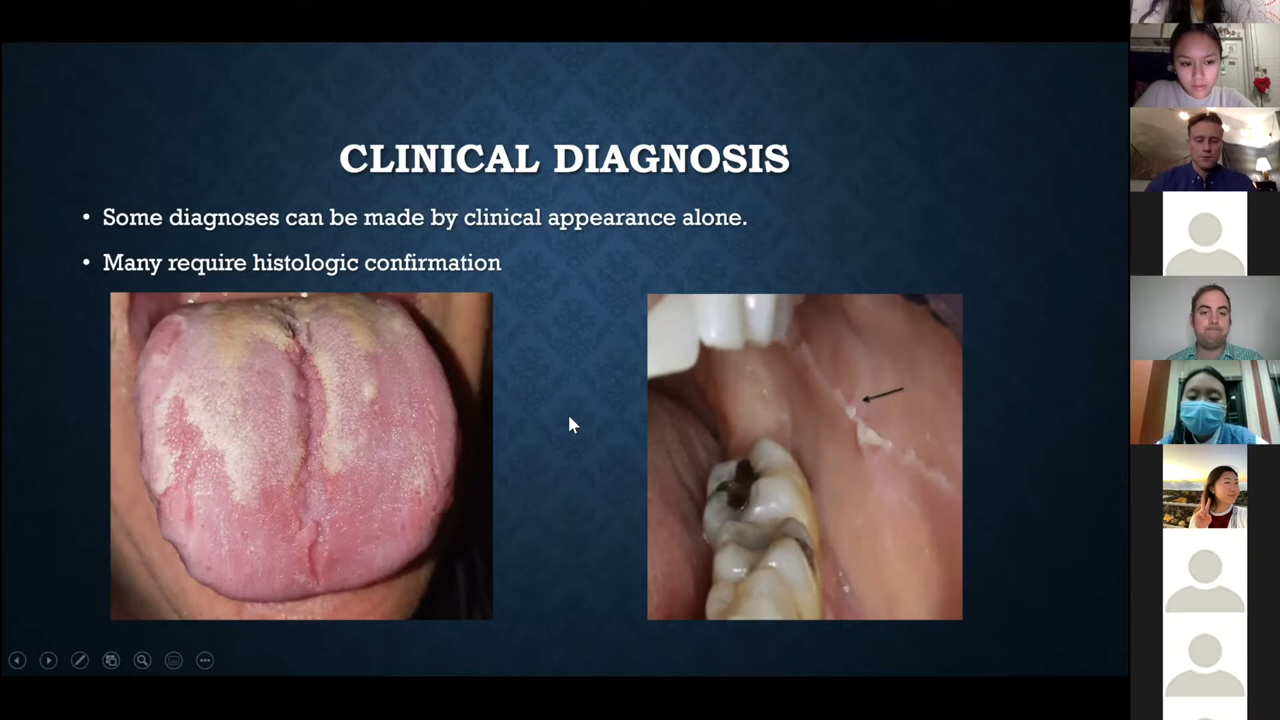 CLINICAL DIAGNOSIS
• Some diagnoses can be made by clinical appearance alone.
• Many require histologic confirmation